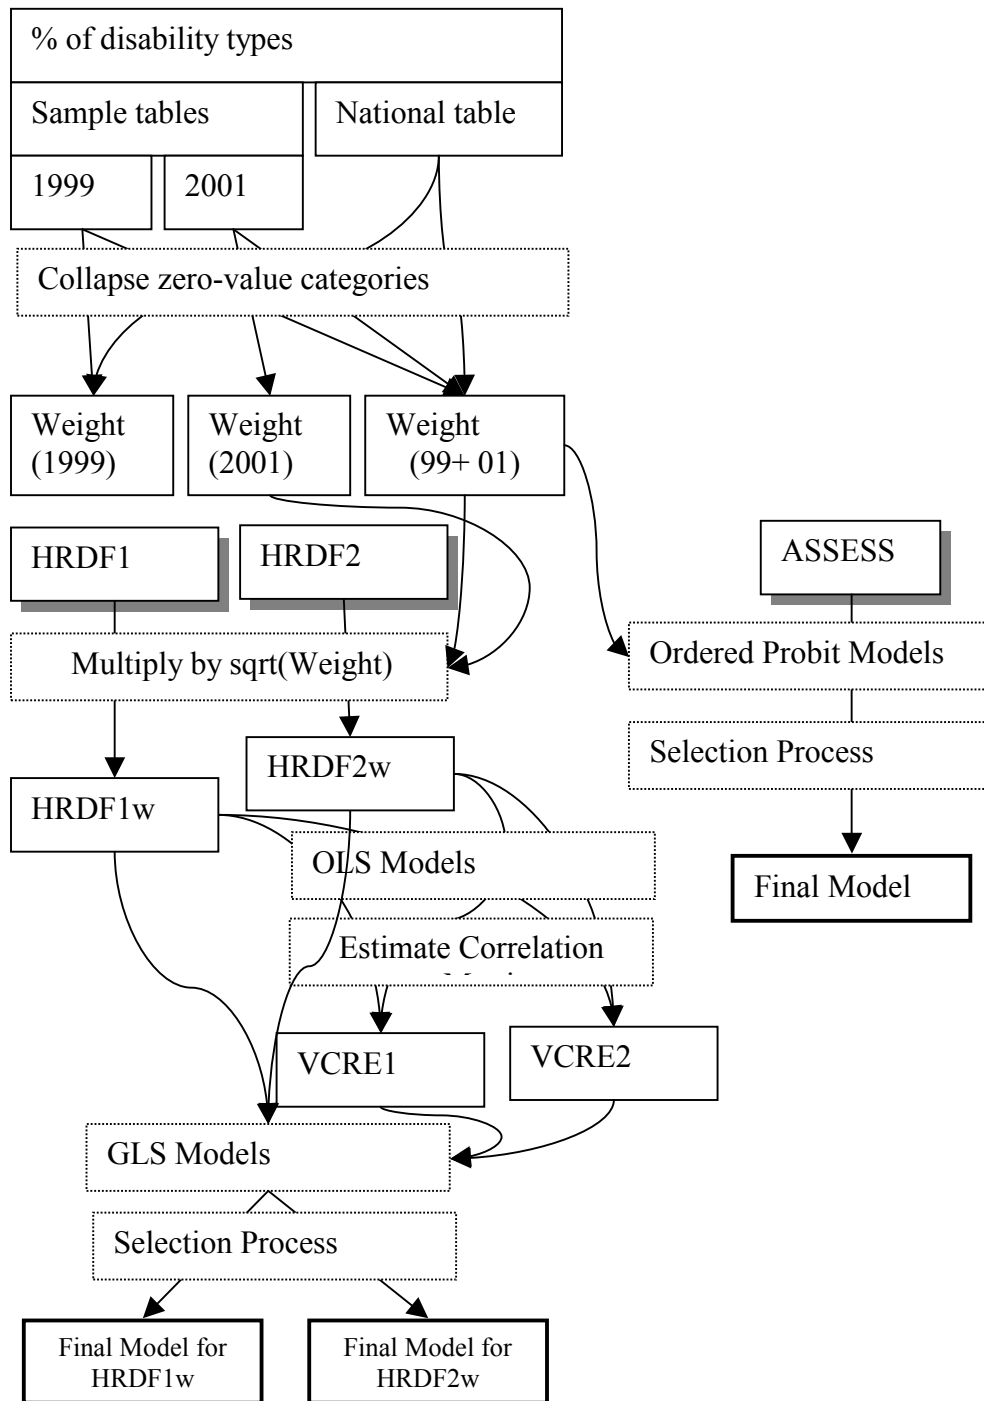 % of disability types
Sample tables
National table
1999
2001
Collapse zero-value categories
Weight
(1999)
Weight
(2001)
Weight
(99+ 01)
HRDF1
HRDF2
ASSESS
Multiply by sqrt(Weight)
Ordered Probit Models
Selection Process
HRDF2w
HRDF1w
OLS Models
Final Model
Estimate Correlation
VCRE1
VCRE2
GLS Models
Selection Process
Final Model for
HRDF1w
Final Model for
HRDF2w